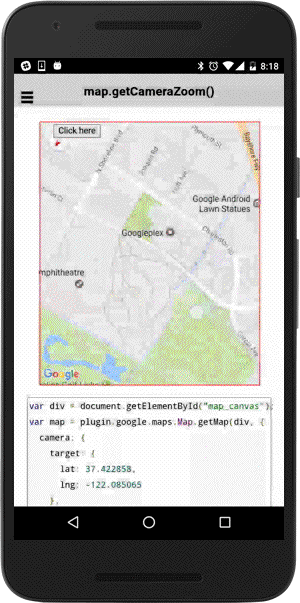 8:18
map.getCameraZoom()
Click here
Google Android
Lawn Statues
Googleplex
mphitheatre
Google
var div = document.getElementById("map_canvas");
var map = plugin.google.maps.Map.getMap(div, {
camera: {
target: {
lat: 37.422858,
lng: -122.085065
},